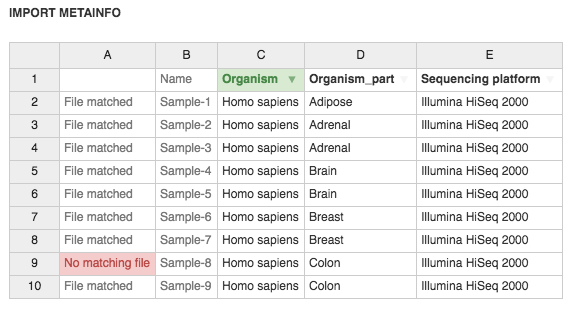 IMPORT METAINFO
A B C D E
1 Name Organism ▼ Organism_part Sequencing platform
2 File matched Sample-1 Homo sapiens Adipose Illumina HiSeq 2000
3 File matched Sample-2 Homo sapiens Adrenal Illumina HiSeq 2000
4 File matched Sample-3 Homo sapiens Adrenal Illumina HiSeq 2000
5 File matched Sample-4 Homo sapiens Brain Illumina HiSeq 2000
6 File matched Sample-5 Homo sapiens Brain Illumina HiSeq 2000
7 File matched Sample-6 Homo sapiens Breast Illumina HiSeq 2000
8 File matched Sample-7 Homo sapiens Breast Illumina HiSeq 2000
9 No matching file Sample-8 Homo sapiens Colon Illumina HiSeq 2000
10 File matched Sample-9 Homo sapiens Colon Illumina HiSeq 2000